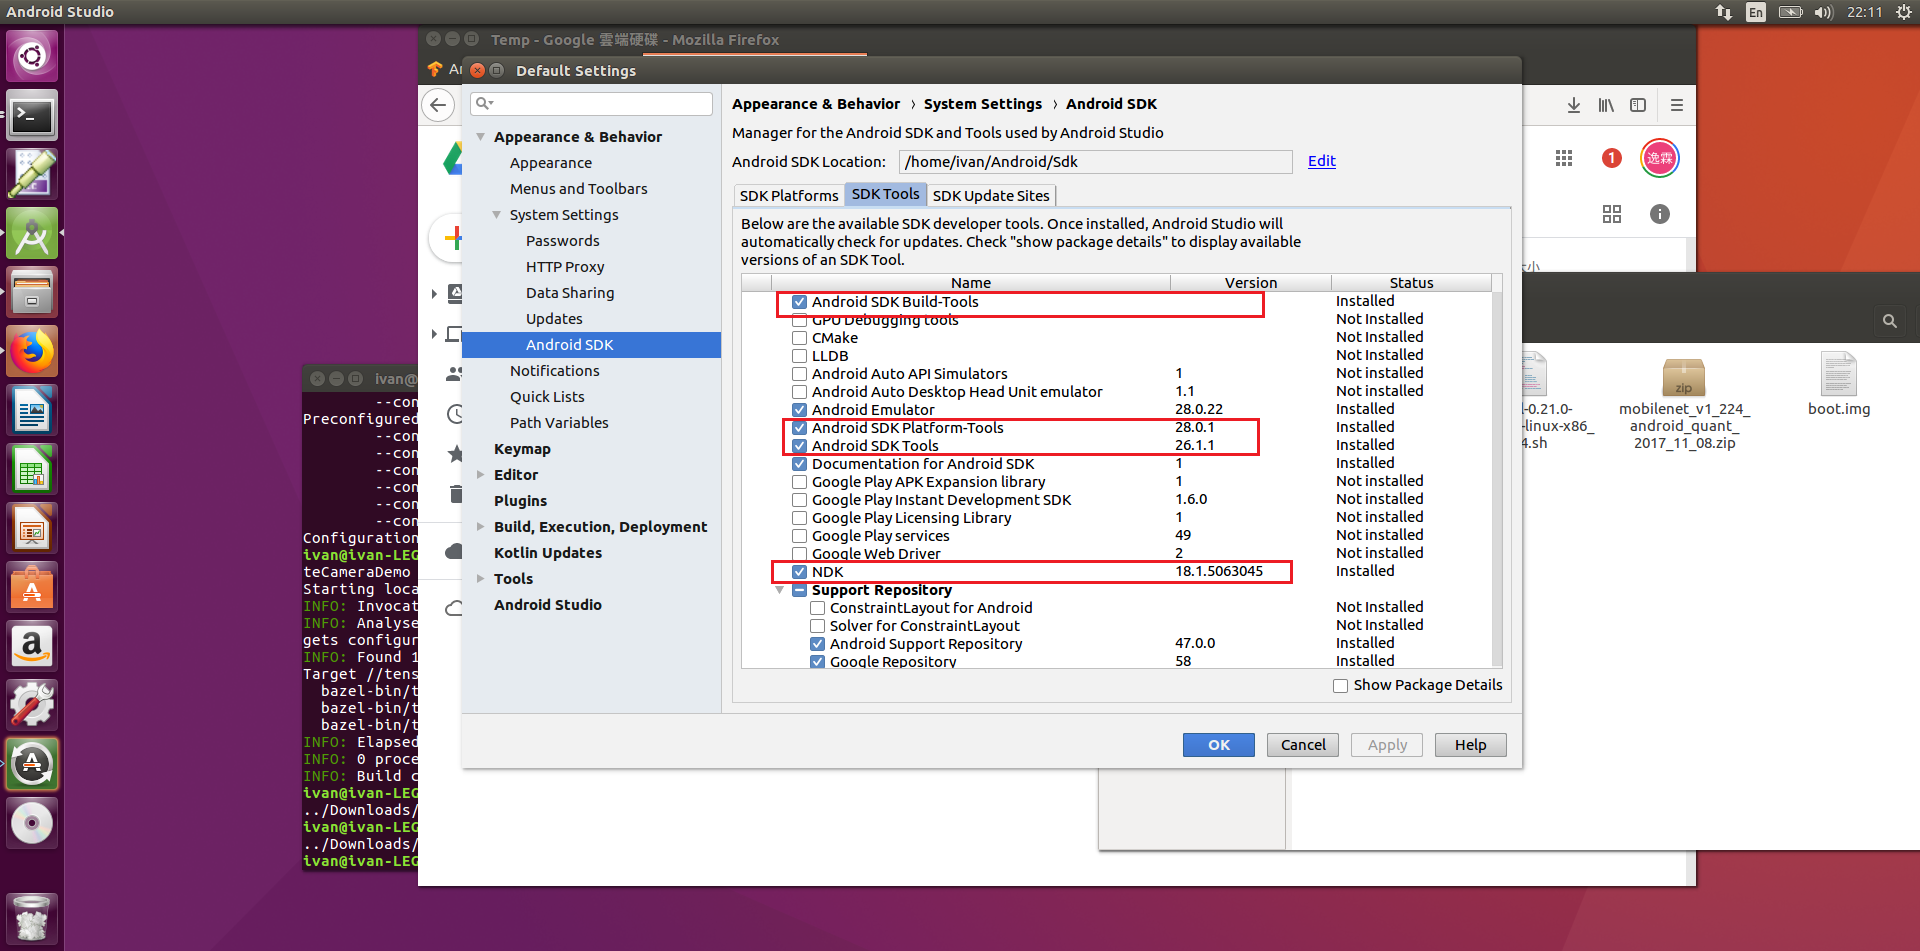 Android Studio
En
22:11
Temp - Google 雲端硬碟 - Mozilla Firefox
Default Settings
Appearance & Behavior
Appearance
Menus and Toolbars
System Settings
Passwords
HTTP Proxy
Data Sharing
Updates
Android SDK
Notifications
Quick Lists
Path Variables
Keymap
Editor
Plugins
Build, Execution, Deployment
Kotlin Updates
Tools
Android Studio
Appearance & Behavior › System Settings › Android SDK
Manager for the Android SDK and Tools used by Android Studio
Android SDK Location: /home/ivan/Android/Sdk Edit
SDK Platforms SDK Tools SDK Update Sites
Below are the available SDK developer tools. Once installed, Android Studio will
automatically check for updates. Check "show package details" to display available
versions of an SDK Tool.
Name Version Status
Android SDK Build-Tools Installed
GPU Debugging tools Not Installed
CMake Not Installed
LLDB Not Installed
Android Auto API Simulators 1 Not installed
Android Auto Desktop Head Unit emulator 1.1 Not installed
Android Emulator 28.0.22 Installed
Android SDK Platform-Tools 28.0.1 Installed
Android SDK Tools 26.1.1 Installed
Documentation for Android SDK 1 Installed
Google Play APK Expansion library 1 Not installed
Google Play Instant Development SDK 1.6.0 Not installed
Google Play Licensing Library 1 Not installed
Google Play services 49 Not installed
Google Web Driver 2 Not installed
NDK 18.1.5063045 Installed
Support Repository
ConstraintLayout for Android Not Installed
Solver for ConstraintLayout Not Installed
Android Support Repository 47.0.0 Installed
Google Repository 58 Installed
Show Package Details
OK Cancel Apply Help
ivan@
--con
Preconfigured
--con
--con
--con
--con
--con
--con
Configuration
ivan@ivan-LEG
teCameraDemo
Starting loca
INFO: Invocat
INFO: Analyse
gets configur
INFO: Found 1
Target //tens
bazel-bin/t
bazel-bin/t
bazel-bin/t
INFO: Elapsed
INFO: 0 proce
INFO: Build c
ivan@ivan-LEG
../Downloads/
ivan@ivan-LEG
../Downloads/
ivan@ivan-LEG
1
逸霖
l-0.21.0-
-linux-x86_
4.sh
zip
mobilenet_v1_224_
android_quant_
2017_11_08.zip
boot.img